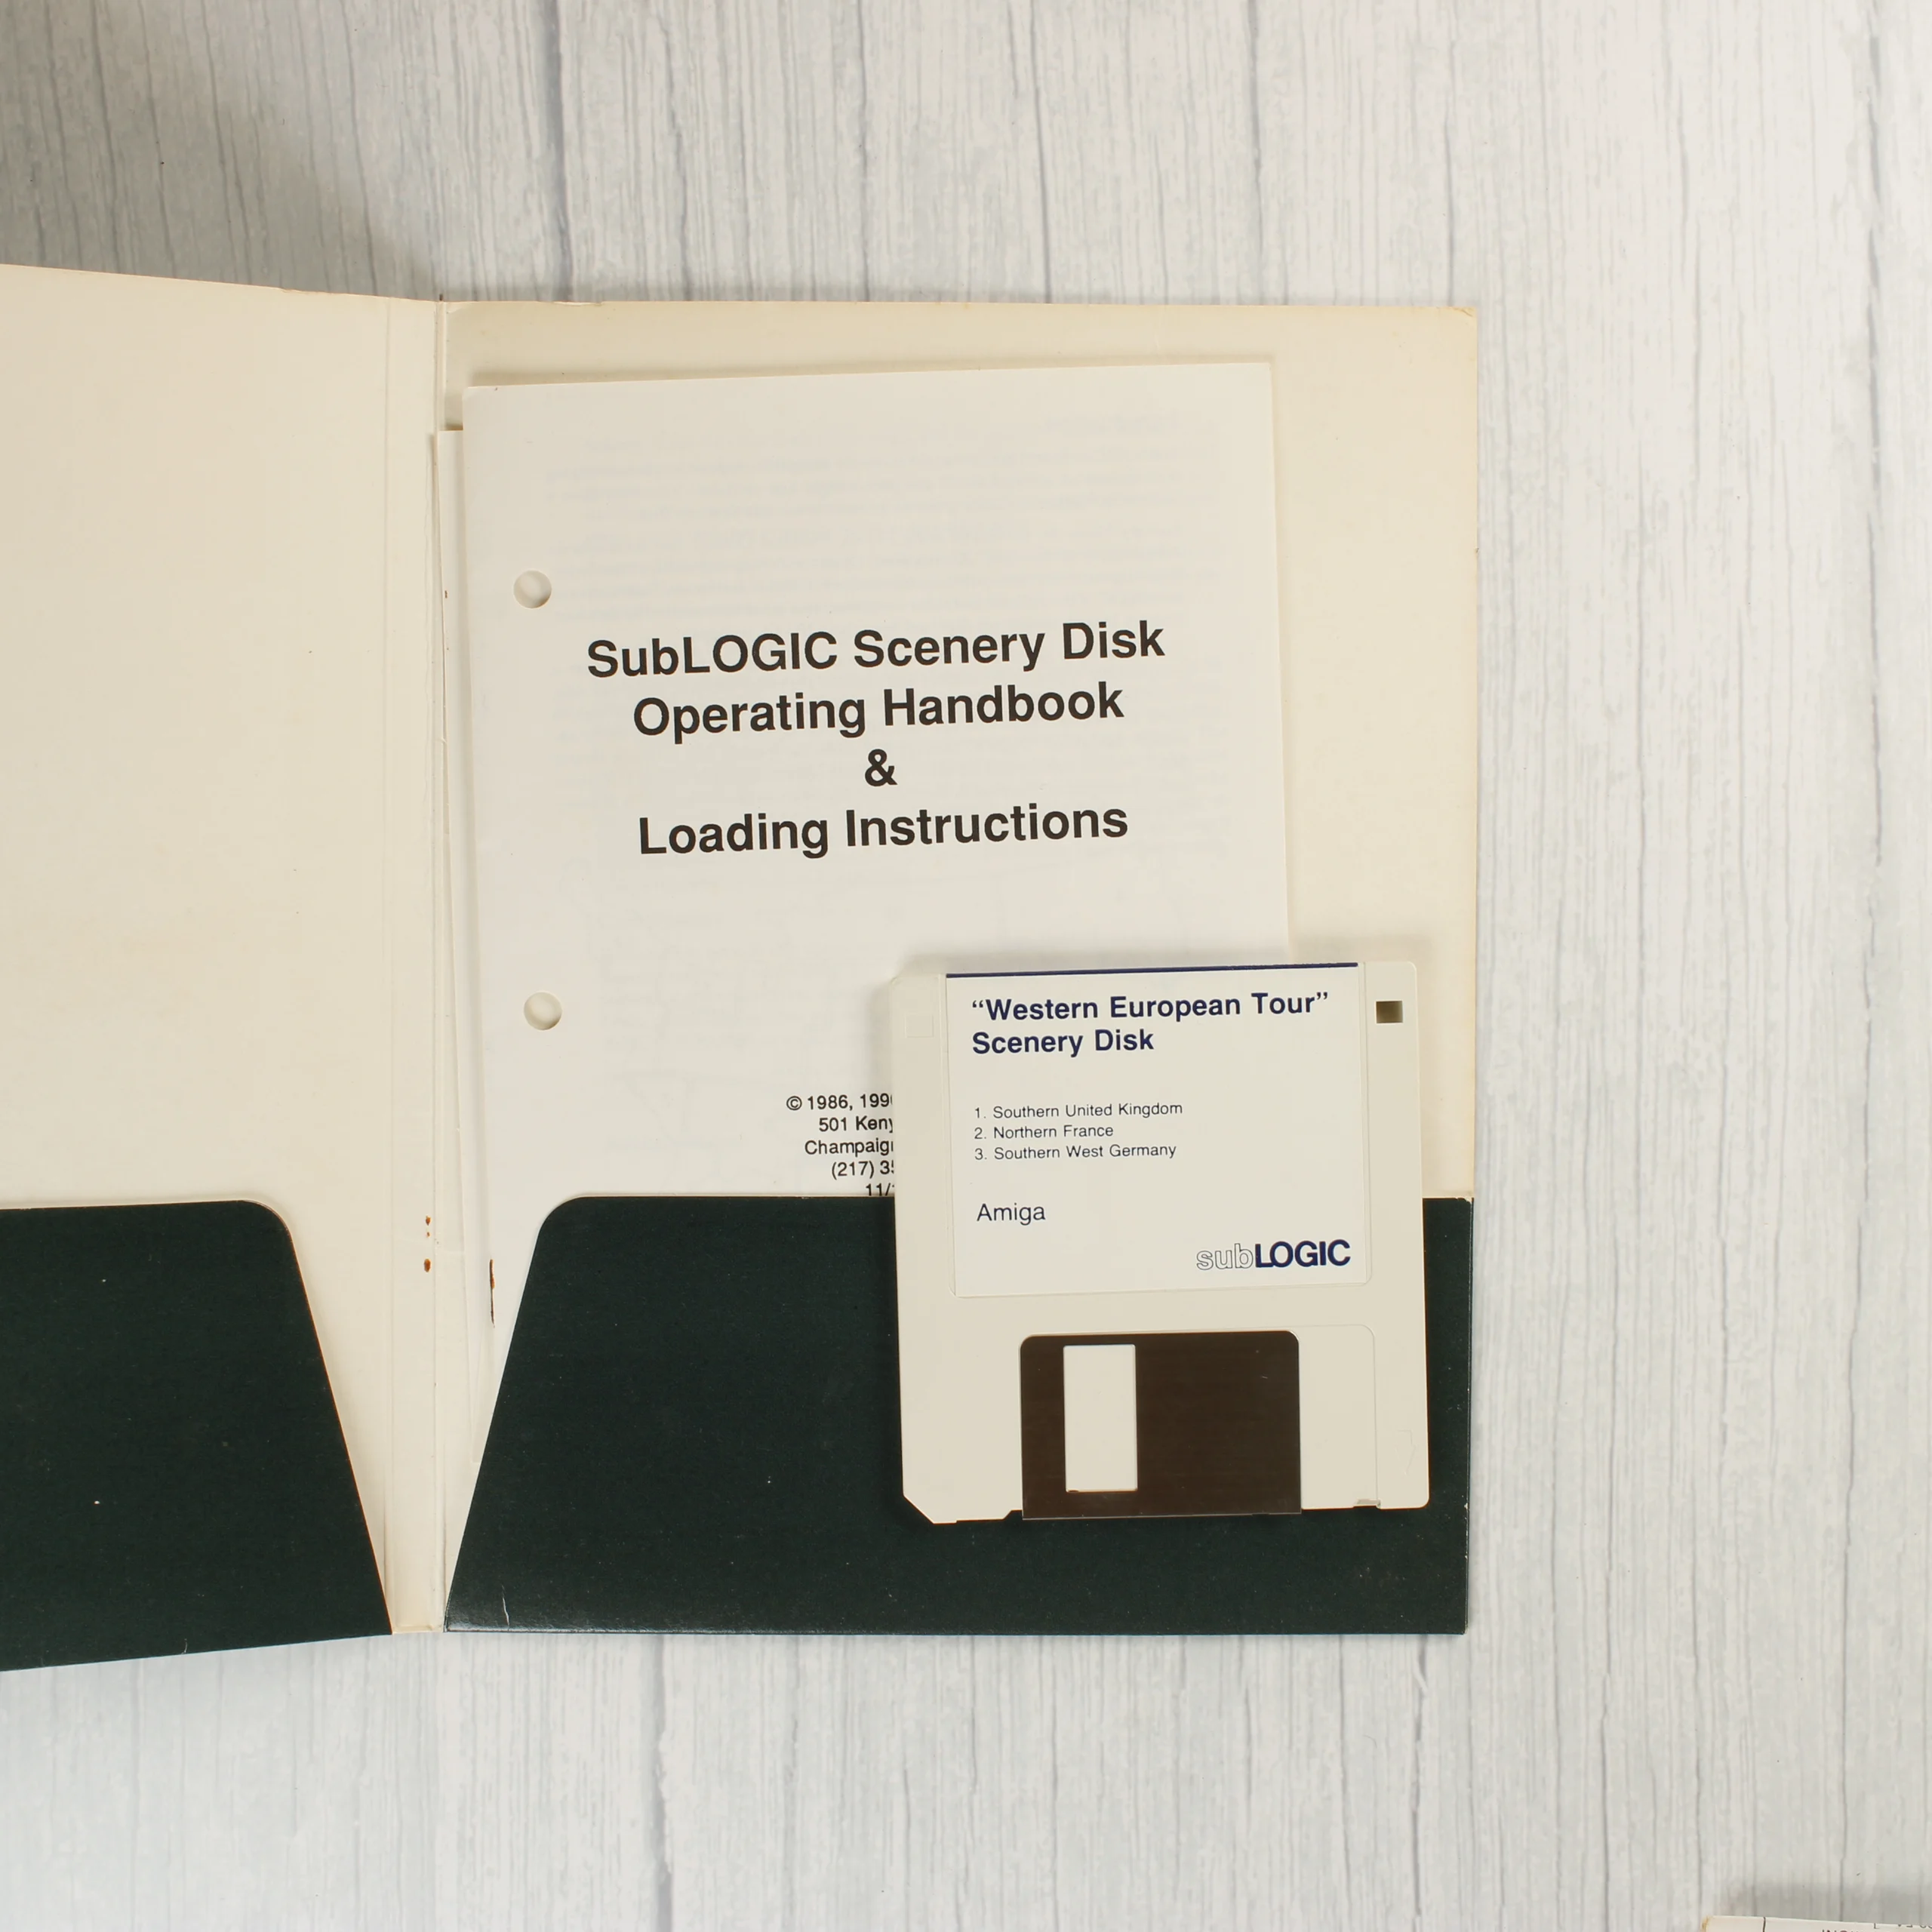 SubLOGIC Scenery Disk
Operating Handbook
&
Loading Instructions
© 1986,
501
(217)
“Western European Tour”
Scenery Disk
1. Southern United Kingdom
2. Northern France
3. Southern West Germany
Amiga
subLOGIC